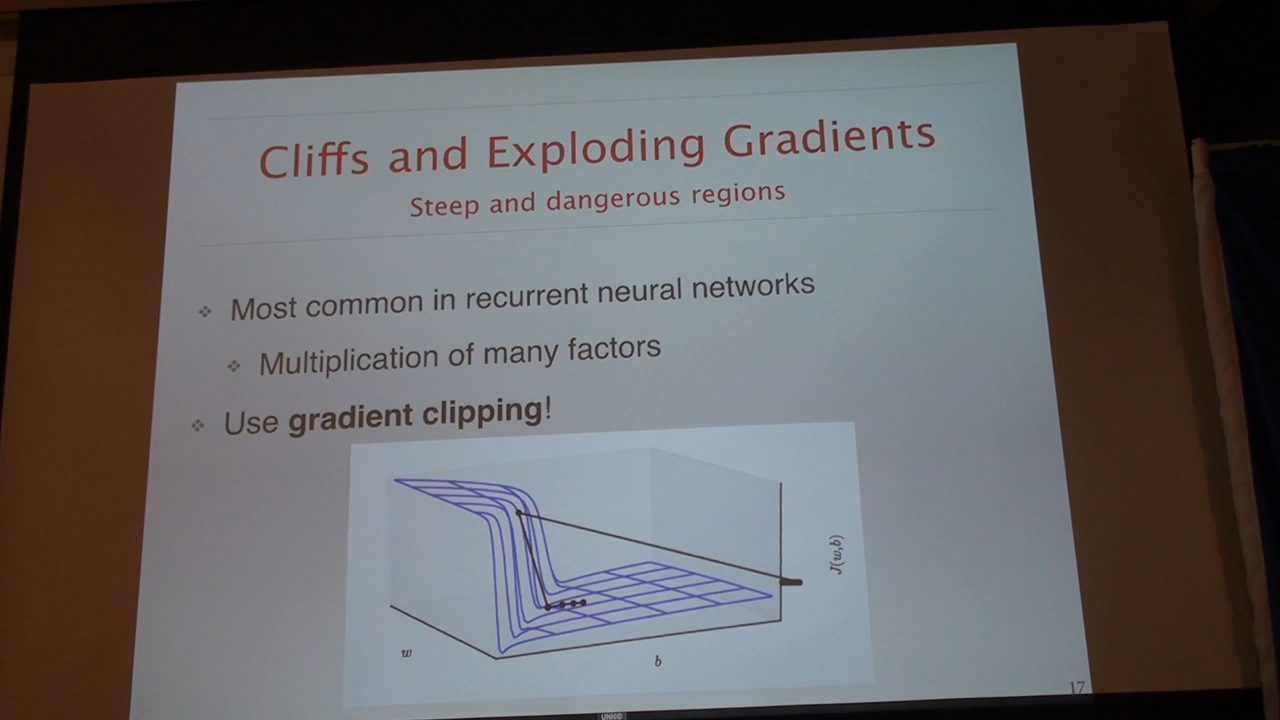 Cliffs and Exploding Gradients
Steep and dangerous regions
❖ Most common in recurrent neural networks
❖ Multiplication of many factors
❖ Use gradient clipping!
J(w,b)
w
b
17
UNICO